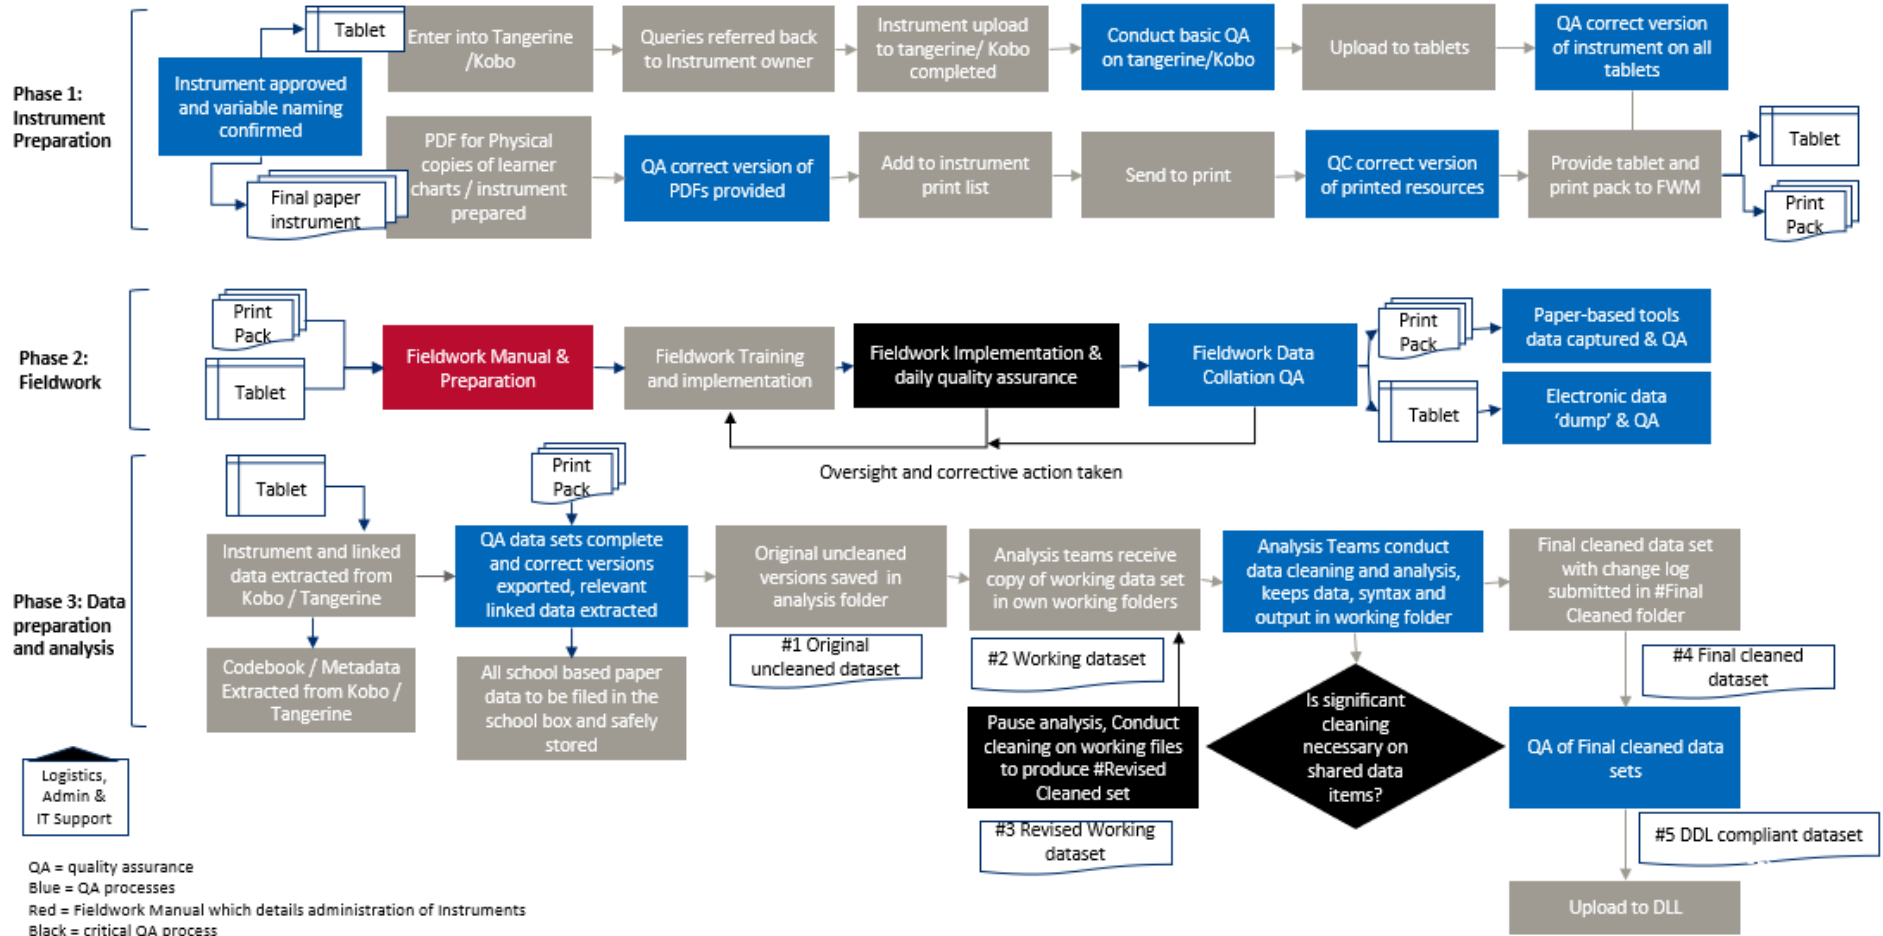 Phase 1:
Instrument
Preparation
Tablet
Instrument approved
and variable naming
confirmed
Final paper
instrument
Enter into Tangerine
/Kobo
Queries referred back
to Instrument owner
Instrument upload
to tangerine/ Kobo
completed
Conduct basic QA
on tangerine/Kobo
Upload to tablets
QA correct version
of instrument on all
tablets
PDF for Physical
copies of learner
charts / instrument
prepared
QA correct version of
PDFs provided
Add to instrument
print list
Send to print
QC correct version
of printed resources
Provide tablet and
print pack to FWM
Tablet
Print
Pack
Phase 2:
Fieldwork
Print
Pack
Tablet
Fieldwork Manual &
Preparation
Fieldwork Training
and implementation
Fieldwork Implementation &
daily quality assurance
Fieldwork Data
Collation QA
Print
Pack
Tablet
Paper-based tools
data captured & QA
Electronic data
‘dump’ & QA
Oversight and corrective action taken
Phase 3: Data
preparation
and analysis
Tablet
Print
Pack
Instrument and linked
data extracted from
Kobo / Tangerine
Codebook / Metadata
Extracted from Kobo /
Tangerine
QA data sets complete
and correct versions
exported, relevant
linked data extracted
All school based paper
data to be filed in the
school box and safely
stored
Original uncleaned
versions saved in
analysis folder
#1 Original
uncleaned dataset
Analysis teams receive
copy of working data set
in own working folders
#2 Working dataset
Pause analysis, Conduct
cleaning on working files
to produce #Revised
Cleaned set
#3 Revised Working
dataset
Analysis Teams conduct
data cleaning and analysis,
keeps data, syntax and
output in working folder
Is significant
cleaning
necessary on
shared data
items?
Final cleaned data set
with change log
submitted in #Final
Cleaned folder
#4 Final cleaned
dataset
QA of Final cleaned data
sets
#5 DDL compliant dataset
Upload to DLL
Logistics,
Admin &
IT Support
QA = quality assurance
Blue = QA processes
Red = Fieldwork Manual which details administration of Instruments
Black = critical QA process